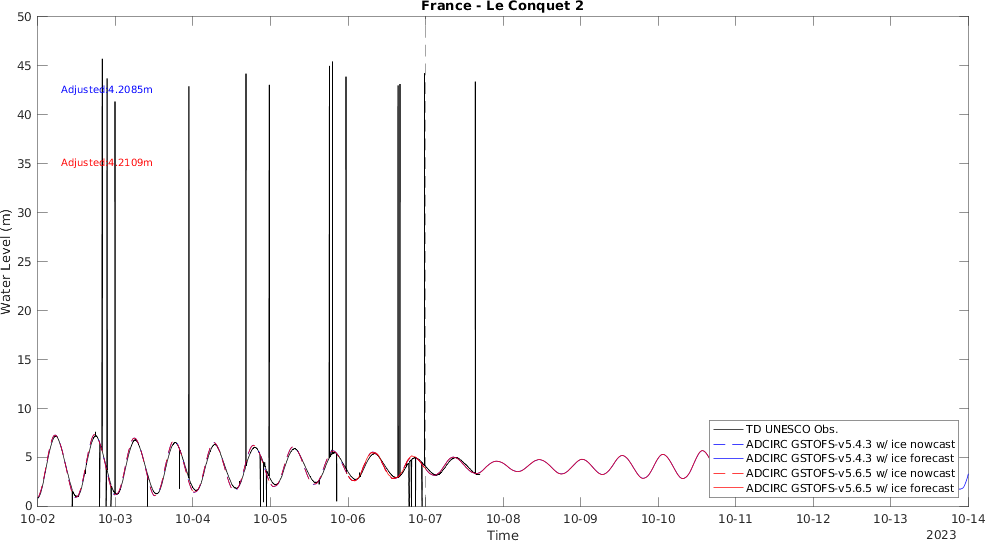 France - Le Conquet 2
50
45
40
35
30
25
20
15
10
5
0
Water Level (m)
Adjusted:4.2085m
Adjusted:4.2109m
TD UNESCO Obs.
ADCIRC GSTOFS-v5.4.3 w/ ice nowcast
ADCIRC GSTOFS-v5.4.3 w/ ice forecast
ADCIRC GSTOFS-v5.6.5 w/ ice nowcast
ADCIRC GSTOFS-v5.6.5 w/ ice forecast
10-02 10-03 10-04 10-05 10-06 10-07 10-08 10-09 10-10 10-11 10-12 10-13 10-14
Time
2023